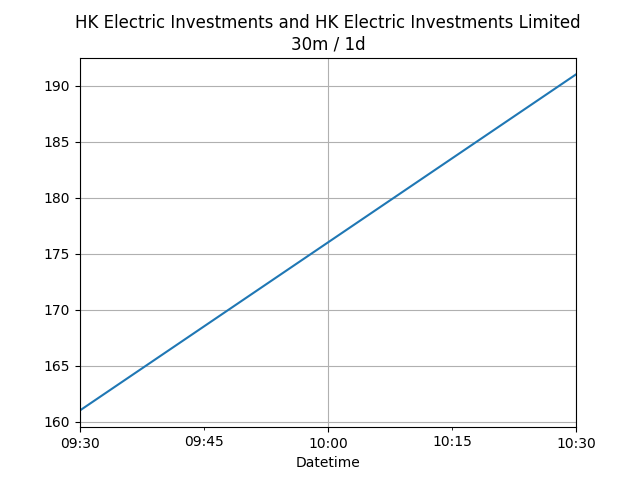 HK Electric Investments and HK Electric Investments Limited
30m / 1d
190
185
180
175
170
165
160
09:30 09:45 10:00 10:15 10:30
Datetime